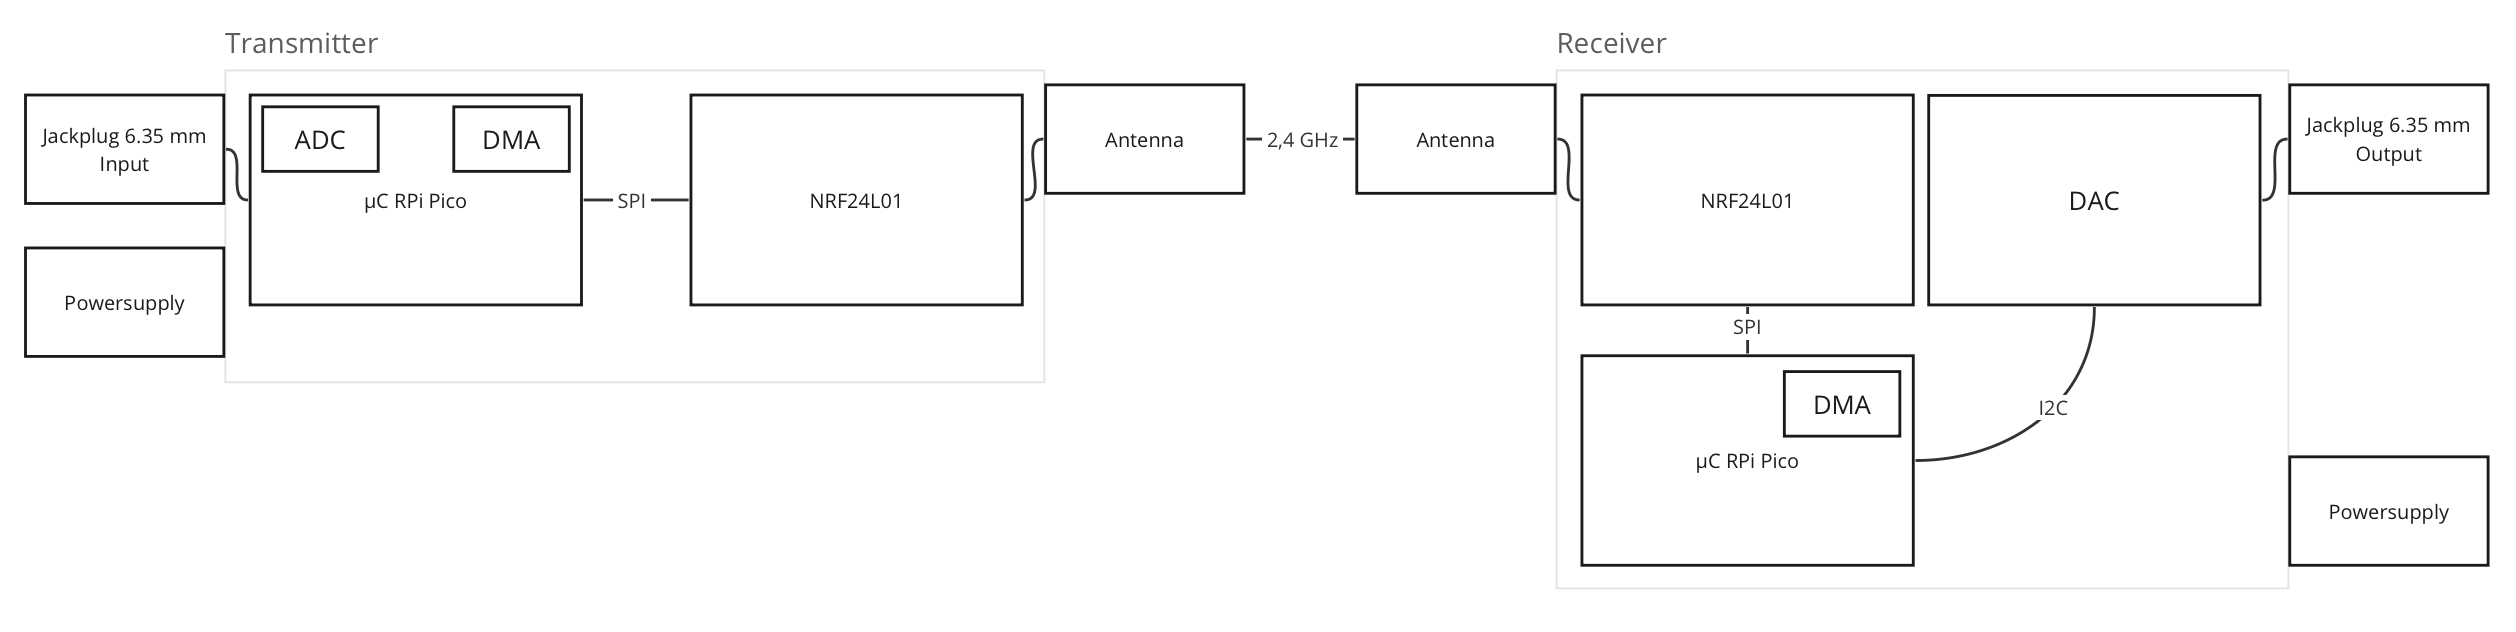 Transmitter
Jackplug 6.35 mm
Input
Powersupply
ADC
DMA
µC RPi Pico
SPI
NRF24L01
Antenna
2,4 GHz
Antenna
Receiver
NRF24L01
DAC
Jackplug 6.35 mm
Output
SPI
DMA
µC RPi Pico
I2C
Powersupply